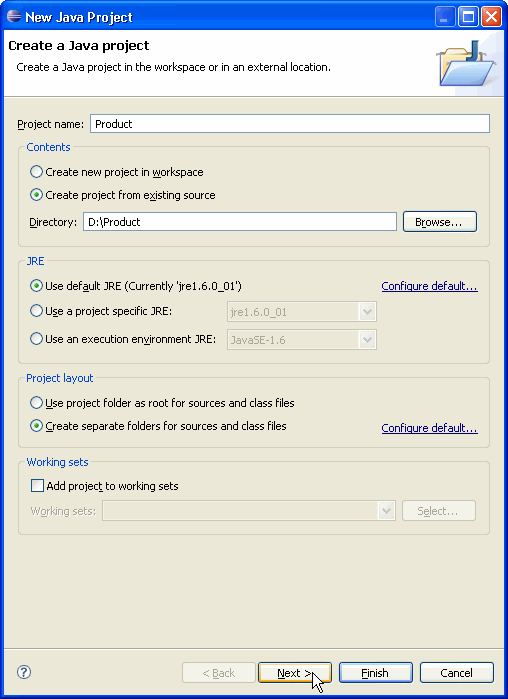 New Java Project
Create a Java project
Create a Java project in the workspace or in an external location.
Project name: Product
Contents
Create new project in workspace
Create project from existing source
Directory: D:\Product Browse...
JRE
Use default JRE (Currently 'jre1.6.0_01') Configure default...
Use a project specific JRE: jre1.6.0_01
Use an execution environment JRE: JavaSE-1.6
Project layout
Use project folder as root for sources and class files
Create separate folders for sources and class files Configure default...
Working sets
Add project to working sets
Working sets: Select...
? < Back Next > Finish Cancel